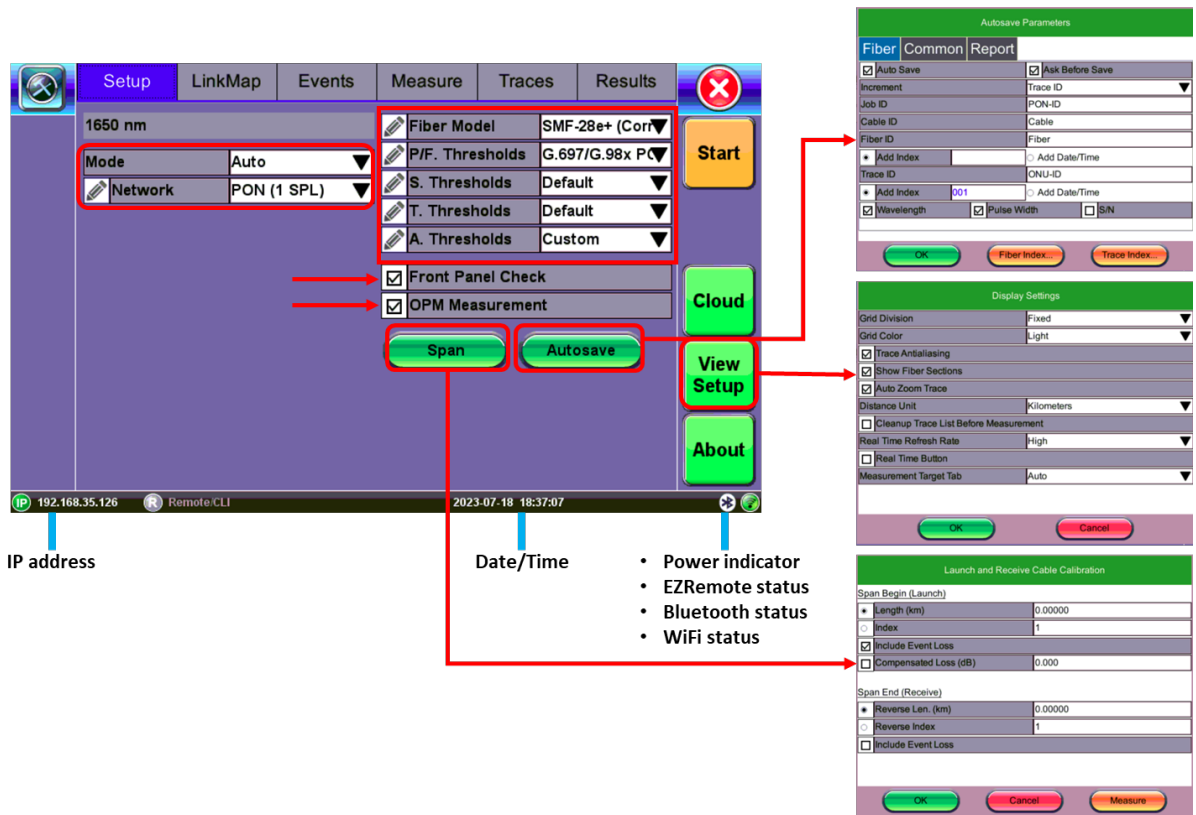 Setup LinkMap Events Measure Traces Results
1650 nm
Mode Auto
Network PON (1 SPL)
Fiber Model SMF-28e+ (Corr
P/F. Thresholds G.697/G.98x P
S. Thresholds Default
T. Thresholds Default
A. Thresholds Custom
Front Panel Check
OPM Measurement
Span Autosave
Start
Cloud
View
Setup
About
IP 192.168.35.126 R Remote/CLI 2023-07-18 18:37:07
IP address
Date/Time
• Power indicator
• EZRemote status
• Bluetooth status
• WiFi status
Autosave Parameters
Fiber Common Report
Auto Save Ask Before Save
Increment Trace ID
Job ID PON-ID
Cable ID Cable
Fiber ID Fiber
Add Index Add Date/Time
Trace ID ONU-ID
Add Index 001 Add Date/Time
Wavelength Pulse Width S/N
OK Fiber Index... Trace Index...
Display Settings
Grid Division Fixed
Grid Color Light
Trace Antialiasing
Show Fiber Sections
Auto Zoom Trace
Distance Unit Kilometers
Cleanup Trace List Before Measurement
Real Time Refresh Rate High
Real Time Button
Measurement Target Tab Auto
OK Cancel
Launch and Receive Cable Calibration
Span Begin (Launch)
Length (km) 0.00000
Index 1
Include Event Loss
Compensated Loss (dB) 0.000
Span End (Receive)
Reverse Len. (km) 0.00000
Reverse Index 1
Include Event Loss
OK Cancel Measure